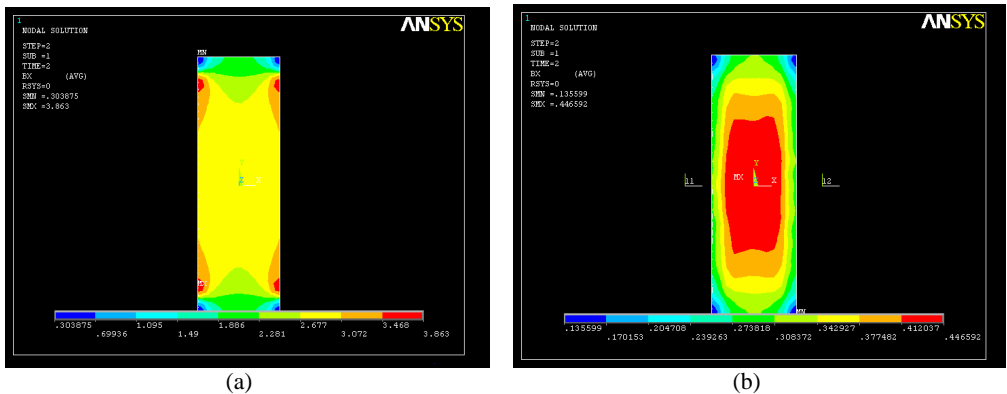 1
ANSYS
NODAL SOLUTION
STEP=2
SUB =1
TIME=2
BX (AVG)
RSYS=0
SMN =.303875
SMX =3.863
MN
Y
Z X
.303875 1.095 1.886 2.677 3.468
.69936 1.49 2.281 3.072 3.863
(a)
1
ANSYS
NODAL SOLUTION
STEP=2
SUB =1
TIME=2
BX (AVG)
RSYS=0
SMN =.135599
SMX =.446592
Y
11 MX X 12
MN
.135599 .204708 .273818 .342927 .412037
.170153 .239263 .308372 .377482 .446592
(b)